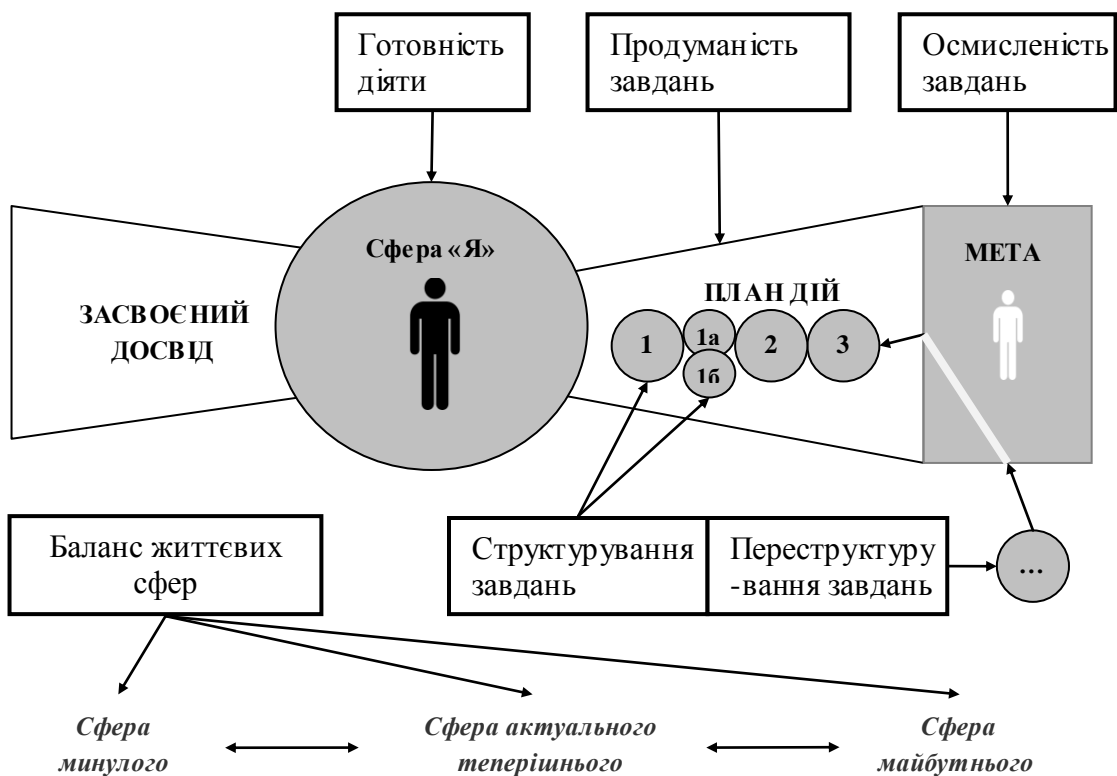 Готовність
діяти
Продуманість
завдань
Осмисленість
завдань
Сфера «Я»
МЕТА
ЗАСВОЄНИЙ
ДОСВІД
ПЛАН ДІЙ
1
1а
1б
2
3
Баланс життєвих
сфер
Структурування
завдань
Переструктуру
-вання завдань
...
Сфера
минулого
Сфера актуального
теперішнього
Сфера
майбутнього